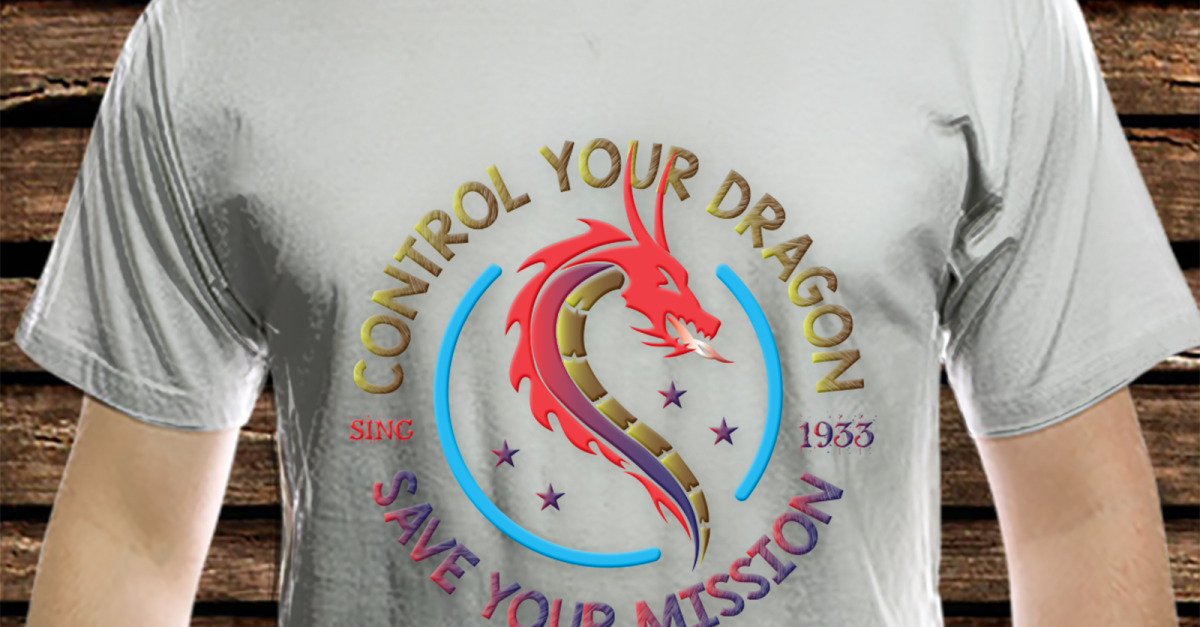 CONTROL YOUR DRAGON
SINC
1933
SAVE YOUR MISSION